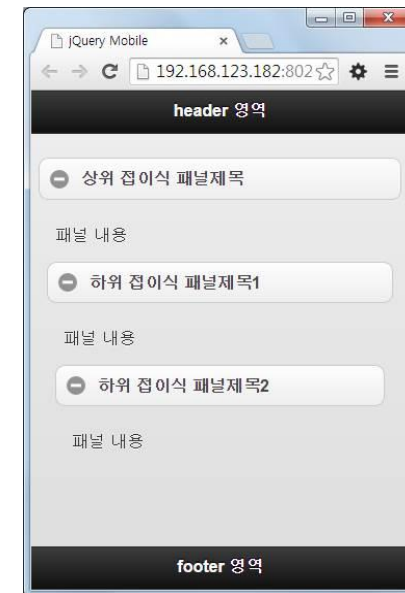 jQuery Mobile
192.168.123.182:802
header 영역
상위 접이식 패널제목
패널 내용
하위 접이식 패널제목1
패널 내용
하위 접이식 패널제목2
패널 내용
footer 영역